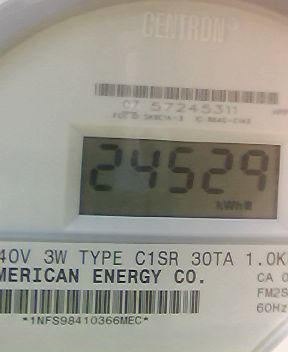 CENTRON®
07 57245311
24529
kWh
40V 3W TYPE C1SR 30TA 1.0K
MERICAN ENERGY CO.
CA 0
FM2S
60Hz
*1NFS98410366MEC*